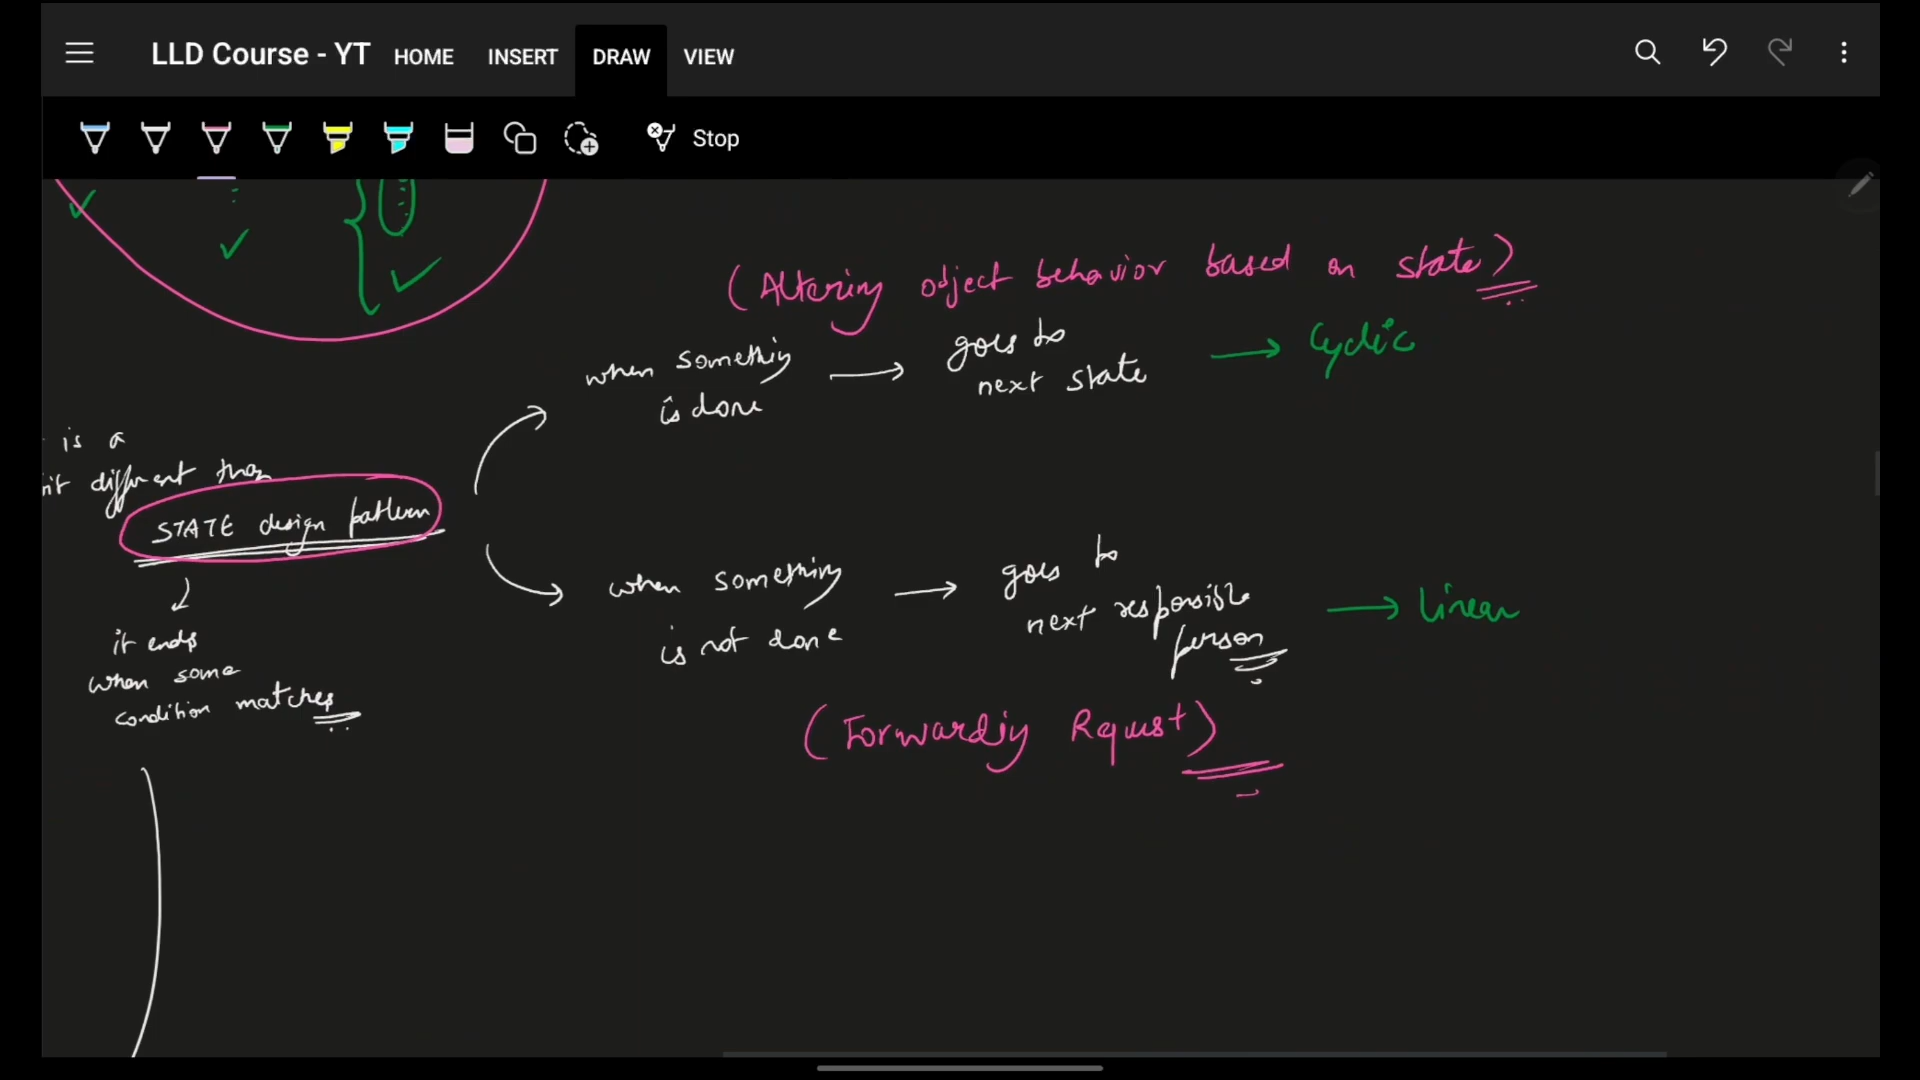 LLD Course - YT HOME INSERT DRAW VIEW
Stop
(Altering object behavior based on state)
when something is done → goes to next state → Cyclic
is a
different than
STATE design pattern
it ends
when some
condition matches
when something is not done → goes to next responsible person → linear
(Forwarding Request)